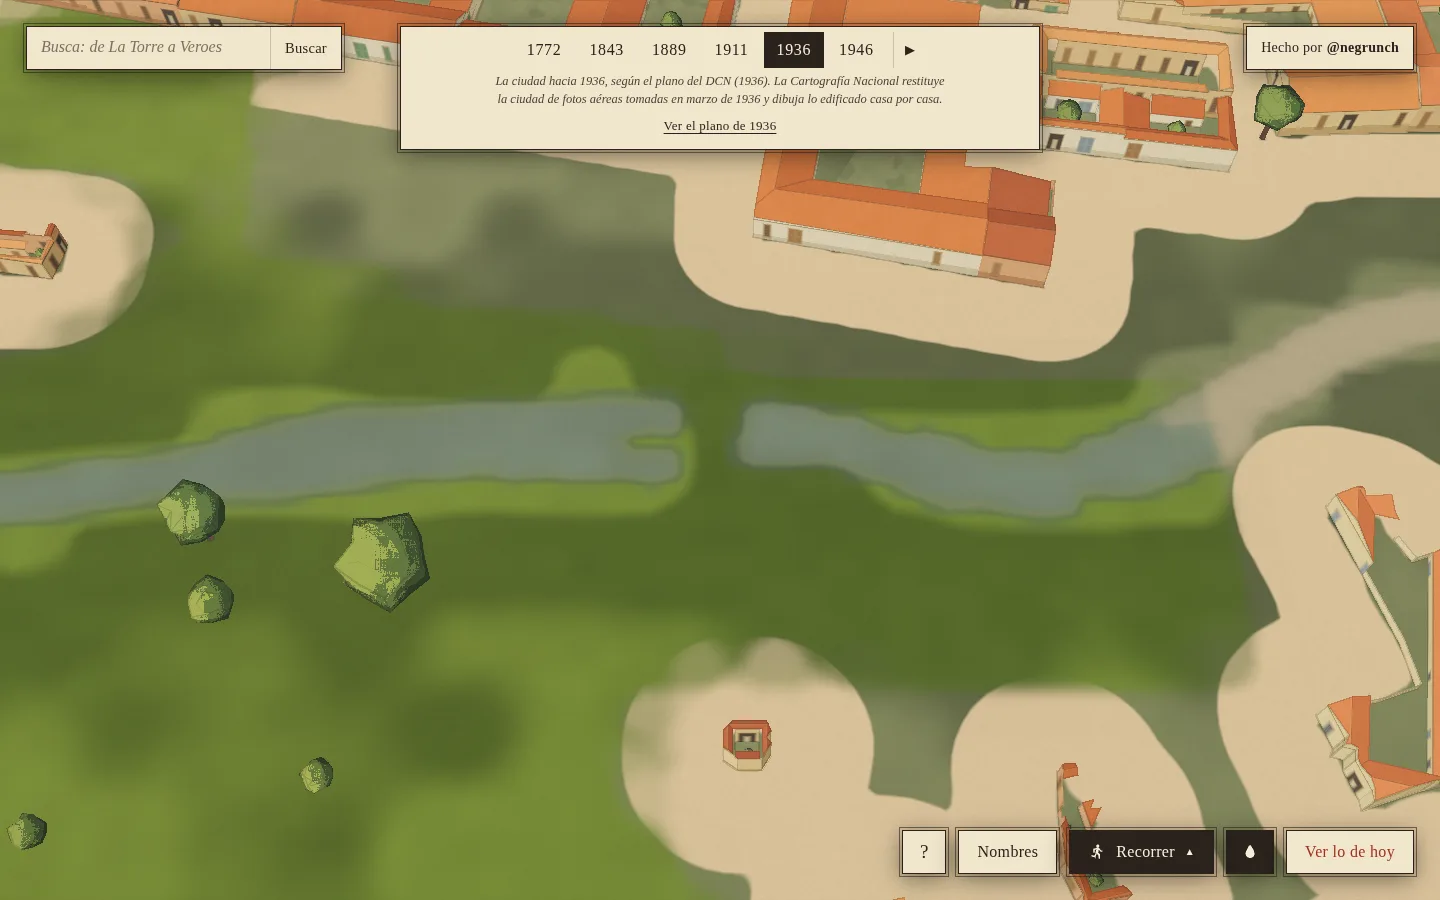 Busca: de La Torre a Veroes
Buscar
1772 1843 1889 1911 1936 1946 ▶
La ciudad hacia 1936, según el plano del DCN (1936). La Cartografía Nacional restituye
la ciudad de fotos aéreas tomadas en marzo de 1936 y dibuja lo edificado casa por casa.
Ver el plano de 1936
Hecho por @negrunch
?
Nombres
Recorrer ▲
Ver lo de hoy